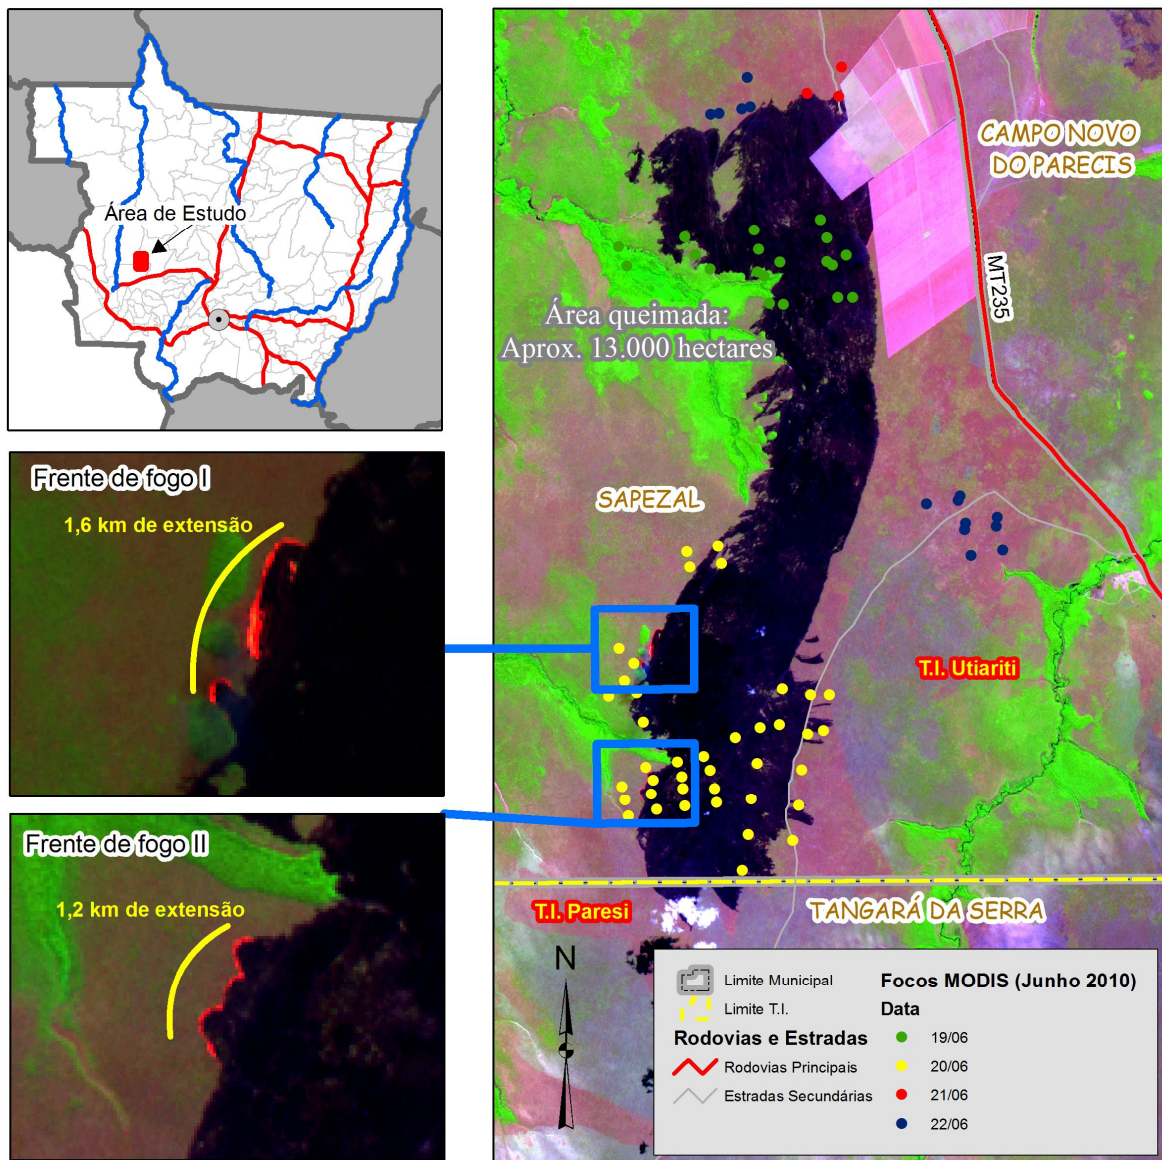 Área de Estudo
Frente de fogo I
1,6 km de extensão
Frente de fogo II
1,2 km de extensão
CAMPO NOVO
DO PARECIS
MT235
Área queimada:
Aprox. 13.000 hectares
SAPEZAL
T.I. Utiariti
T.I. Paresi
TANGARÁ DA SERRA
N
Limite Municipal
Limite T.I.
Rodovias e Estradas
Rodovias Principais
Estradas Secundárias
Focos MODIS (Junho 2010)
Data
19/06
20/06
21/06
22/06